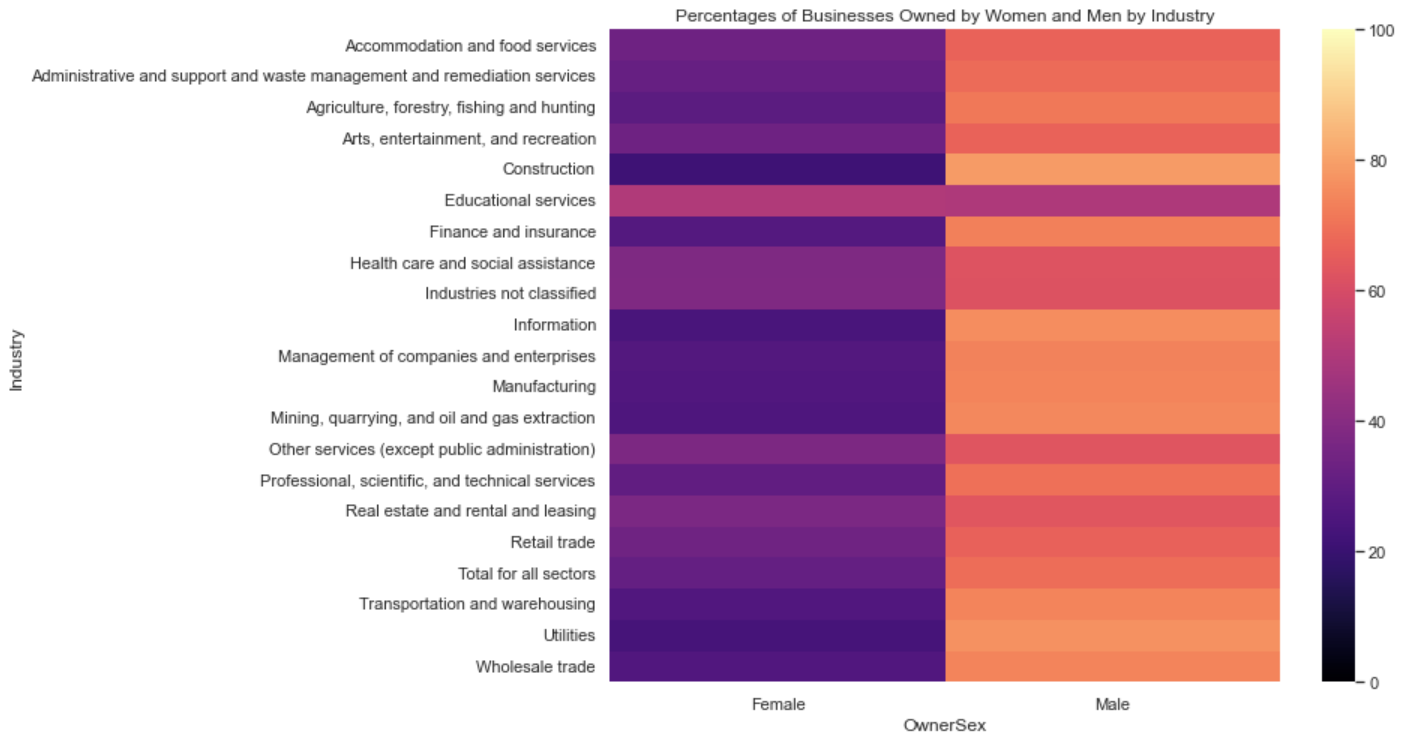 Percentages of Businesses Owned by Women and Men by Industry
Accommodation and food services
Administrative and support and waste management and remediation services
Agriculture, forestry, fishing and hunting
Arts, entertainment, and recreation
Construction
Educational services
Finance and insurance
Health care and social assistance
Industries not classified
Information
Management of companies and enterprises
Manufacturing
Mining, quarrying, and oil and gas extraction
Other services (except public administration)
Professional, scientific, and technical services
Real estate and rental and leasing
Retail trade
Total for all sectors
Transportation and warehousing
Utilities
Wholesale trade
Industry
Female
Male
OwnerSex
100
80
60
40
20
0